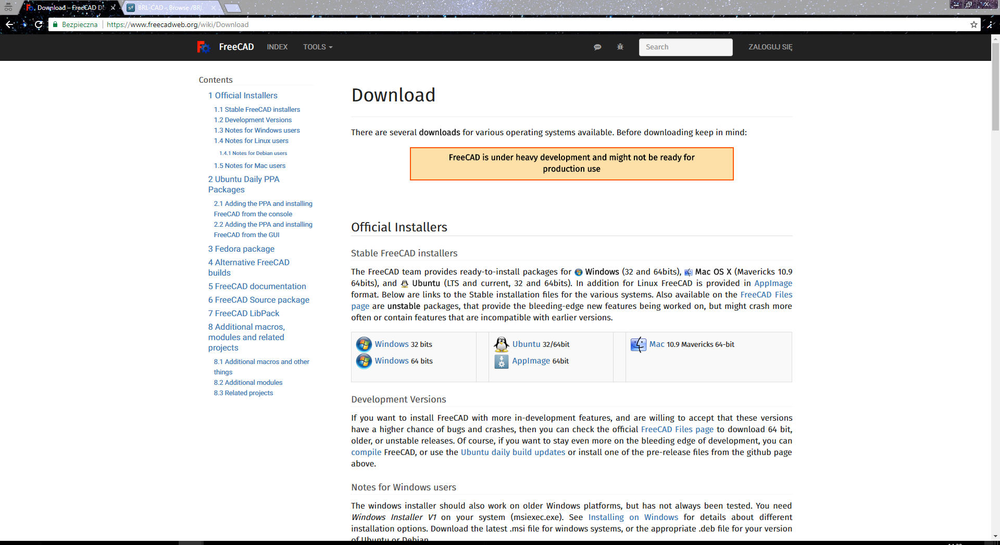 Download – FreeCAD Do
BRL-CAD - Browse /BRL
Bezpieczna
https://www.freecadweb.org/wiki/Download
FreeCAD INDEX TOOLS
Search
ZALOGUJ SIĘ
Contents
1 Official Installers
1.1 Stable FreeCAD installers
1.2 Development Versions
1.3 Notes for Windows users
1.4 Notes for Linux users
1.4.1 Notes for Debian users
1.5 Notes for Mac users
2 Ubuntu Daily PPA
Packages
2.1 Adding the PPA and installing
FreeCAD from the console
2.2 Adding the PPA and installing
FreeCAD from the GUI
3 Fedora package
4 Alternative FreeCAD
builds
5 FreeCAD documentation
6 FreeCAD Source package
7 FreeCAD LibPack
8 Additional macros,
modules and related
projects
8.1 Additional macros and other
things
8.2 Additional modules
8.3 Related projects
Download
There are several downloads for various operating systems available. Before downloading keep in mind:
FreeCAD is under heavy development and might not be ready for
production use
Official Installers
Stable FreeCAD installers
The FreeCAD team provides ready-to-install packages for Windows (32 and 64bits), Mac OS X (Mavericks 10.9
64bits), and Ubuntu (LTS and current, 32 and 64bits). In addition for Linux FreeCAD is provided in AppImage
format. Below are links to the Stable installation files for the various systems. Also available on the FreeCAD Files
page are unstable packages, that provide the bleeding-edge new features being worked on, but might crash more
often or contain features that are incompatible with earlier versions.
Windows 32 bits
Windows 64 bits
Ubuntu 32/64bit
AppImage 64bit
Mac 10.9 Mavericks 64-bit
Development Versions
If you want to install FreeCAD with more in-development features, and are willing to accept that these versions
have a higher chance of bugs and crashes, then you can check the official FreeCAD Files page to download 64 bit,
older, or unstable releases. Of course, if you want to stay even more on the bleeding edge of development, you can
compile FreeCAD, or use the Ubuntu daily build updates or install one of the pre-release files from the github page
above.
Notes for Windows users
The windows installer should also work on older Windows platforms, but has not always been tested. You need
Windows Installer V1 on your system (msiexec.exe). See Installing on Windows for details about different
installation options. Download the latest .msi file for windows systems, or the appropriate .deb file for your version
of Ubuntu or Debian